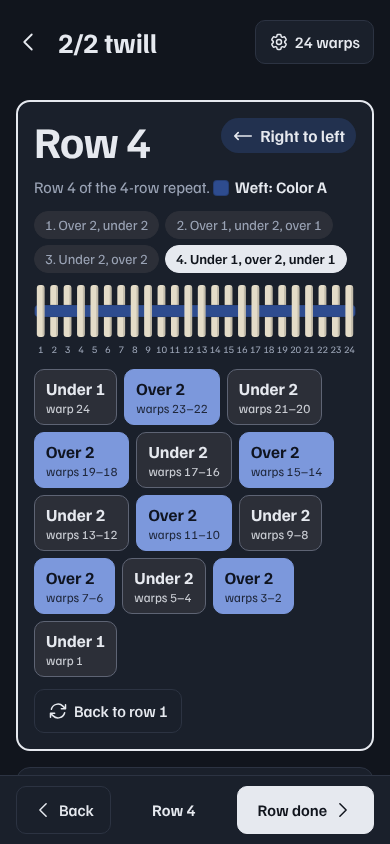 2/2 twill
24 warps
Row 4
Right to left
Row 4 of the 4-row repeat. Weft: Color A
1. Over 2, under 2
2. Over 1, under 2, over 1
3. Under 2, over 2
4. Under 1, over 2, under 1
1 2 3 4 5 6 7 8 9 10 11 12 13 14 15 16 17 18 19 20 21 22 23 24
Under 1
warp 24
Over 2
warps 23–22
Under 2
warps 21–20
Over 2
warps 19–18
Under 2
warps 17–16
Over 2
warps 15–14
Under 2
warps 13–12
Over 2
warps 11–10
Under 2
warps 9–8
Over 2
warps 7–6
Under 2
warps 5–4
Over 2
warps 3–2
Under 1
warp 1
Back to row 1
Back
Row 4
Row done